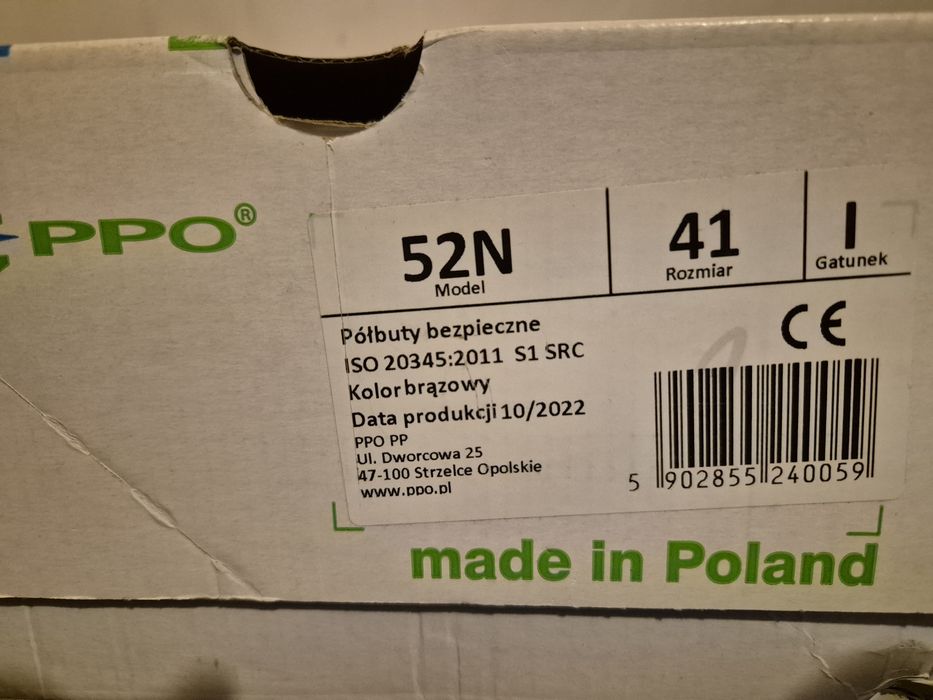 PPO®
52N
Model
41
Rozmiar
I
Gatunek
Półbuty bezpieczne
ISO 20345:2011 S1 SRC
Kolor brązowy
Data produkcji 10/2022
PPO PP
Ul. Dworcowa 25
47-100 Strzelce Opolskie
www.ppo.pl
CE
5 902855 240059
made in Poland